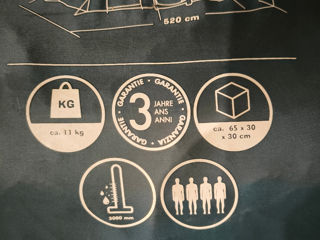 520 cm
KG
ca. 11 kg
GARANTIE · GARANTIE · GARANZIA · GARANTIE
3 JAHRE
ANS
ANNI
ca. 65 x 30
x 30 cm
3000 mm